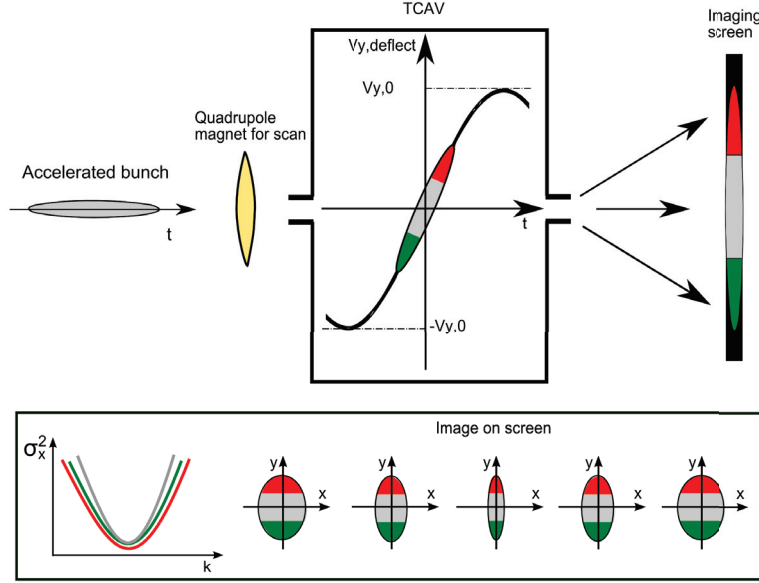 TCAV
Imaging
screen
Vy,deflect
Vy,0
Quadrupole
magnet for scan
Accelerated bunch
t
t
-Vy,0
Image on screen
σx²
k
y
x
y
x
y
x
y
x
y
x